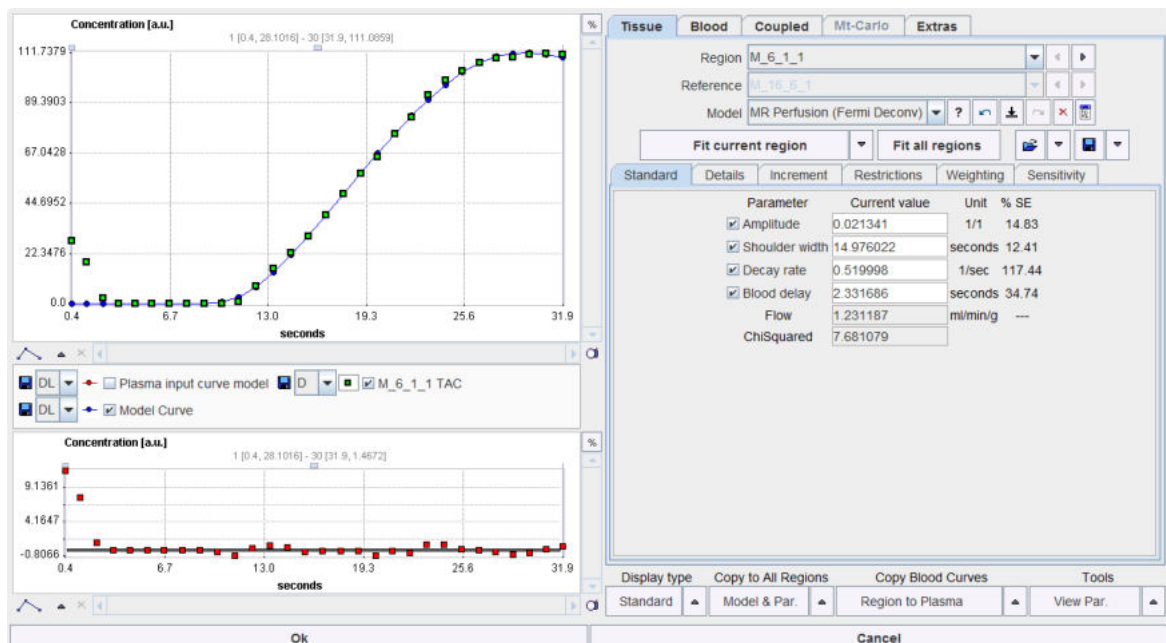 Concentration [a.u.]
%
1 [0.4, 28.1016] - 30 [31.9, 111.0859]
111.7379
89.3903
67.0428
44.6952
22.3476
0.0
0.4 6.7 13.0 19.3 25.6 31.9
seconds
DL Plasma input curve model D M_6_1_1 TAC
DL Model Curve
Concentration [a.u.]
%
1 [0.4, 28.1016] - 30 [31.9, 1.4672]
9.1361
4.1647
-0.8066
0.4 6.7 13.0 19.3 25.6 31.9
seconds
Ok
Tissue Blood Coupled Mt-Carlo Extras
Region M_6_1_1
Reference M_16_6_1
Model MR Perfusion (Fermi Deconv) ?
Fit current region Fit all regions
Standard Details Increment Restrictions Weighting Sensitivity
Parameter Current value Unit % SE
Amplitude 0.021341 1/1 14.83
Shoulder width 14.976022 seconds 12.41
Decay rate 0.519998 1/sec 117.44
Blood delay 2.331686 seconds 34.74
Flow 1.231187 ml/min/g ---
ChiSquared 7.681079
Display type Copy to All Regions Copy Blood Curves Tools
Standard Model & Par. Region to Plasma View Par.
Cancel